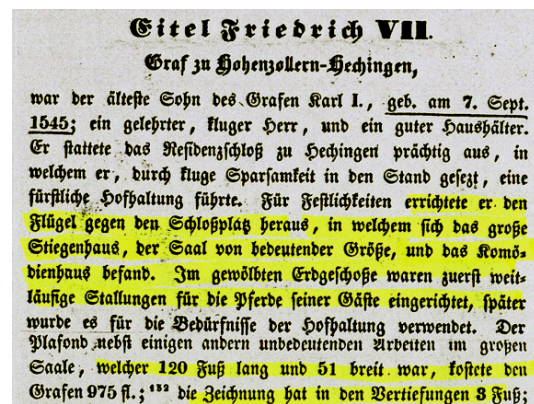 Eitel Friedrich VII.
Graf zu Hohenzollern-Hechingen,
war der älteste Sohn des Grafen Karl I., geb. am 7. Sept.
1545; ein gelehrter, kluger Herr, und ein guter Haushälter.
Er stattete das Residenzschloß zu Hechingen prächtig aus, in
welchem er, durch kluge Sparsamkeit in den Stand gesezt, eine
fürstliche Hofhaltung führte. Für Festlichkeiten errichtete er den
Flügel gegen den Schloßplatz heraus, in welchem sich das große
Stiegenhaus, der Saal von bedeutender Größe, und das Komö-
dienhaus befand. Im gewölbten Erdgeschoße waren zuerst weit-
läufige Stallungen für die Pferde seiner Gäste eingerichtet, später
wurde es für die Bedürfnisse der Hofhaltung verwendet. Der
Plafond nebst einigen andern unbedeutenden Arbeiten im großen
Saale, welcher 120 Fuß lang und 51 breit war, kostete den
Grafen 975 fl.; ¹³² die Zeichnung hat in den Vertiefungen 3 Fuß;